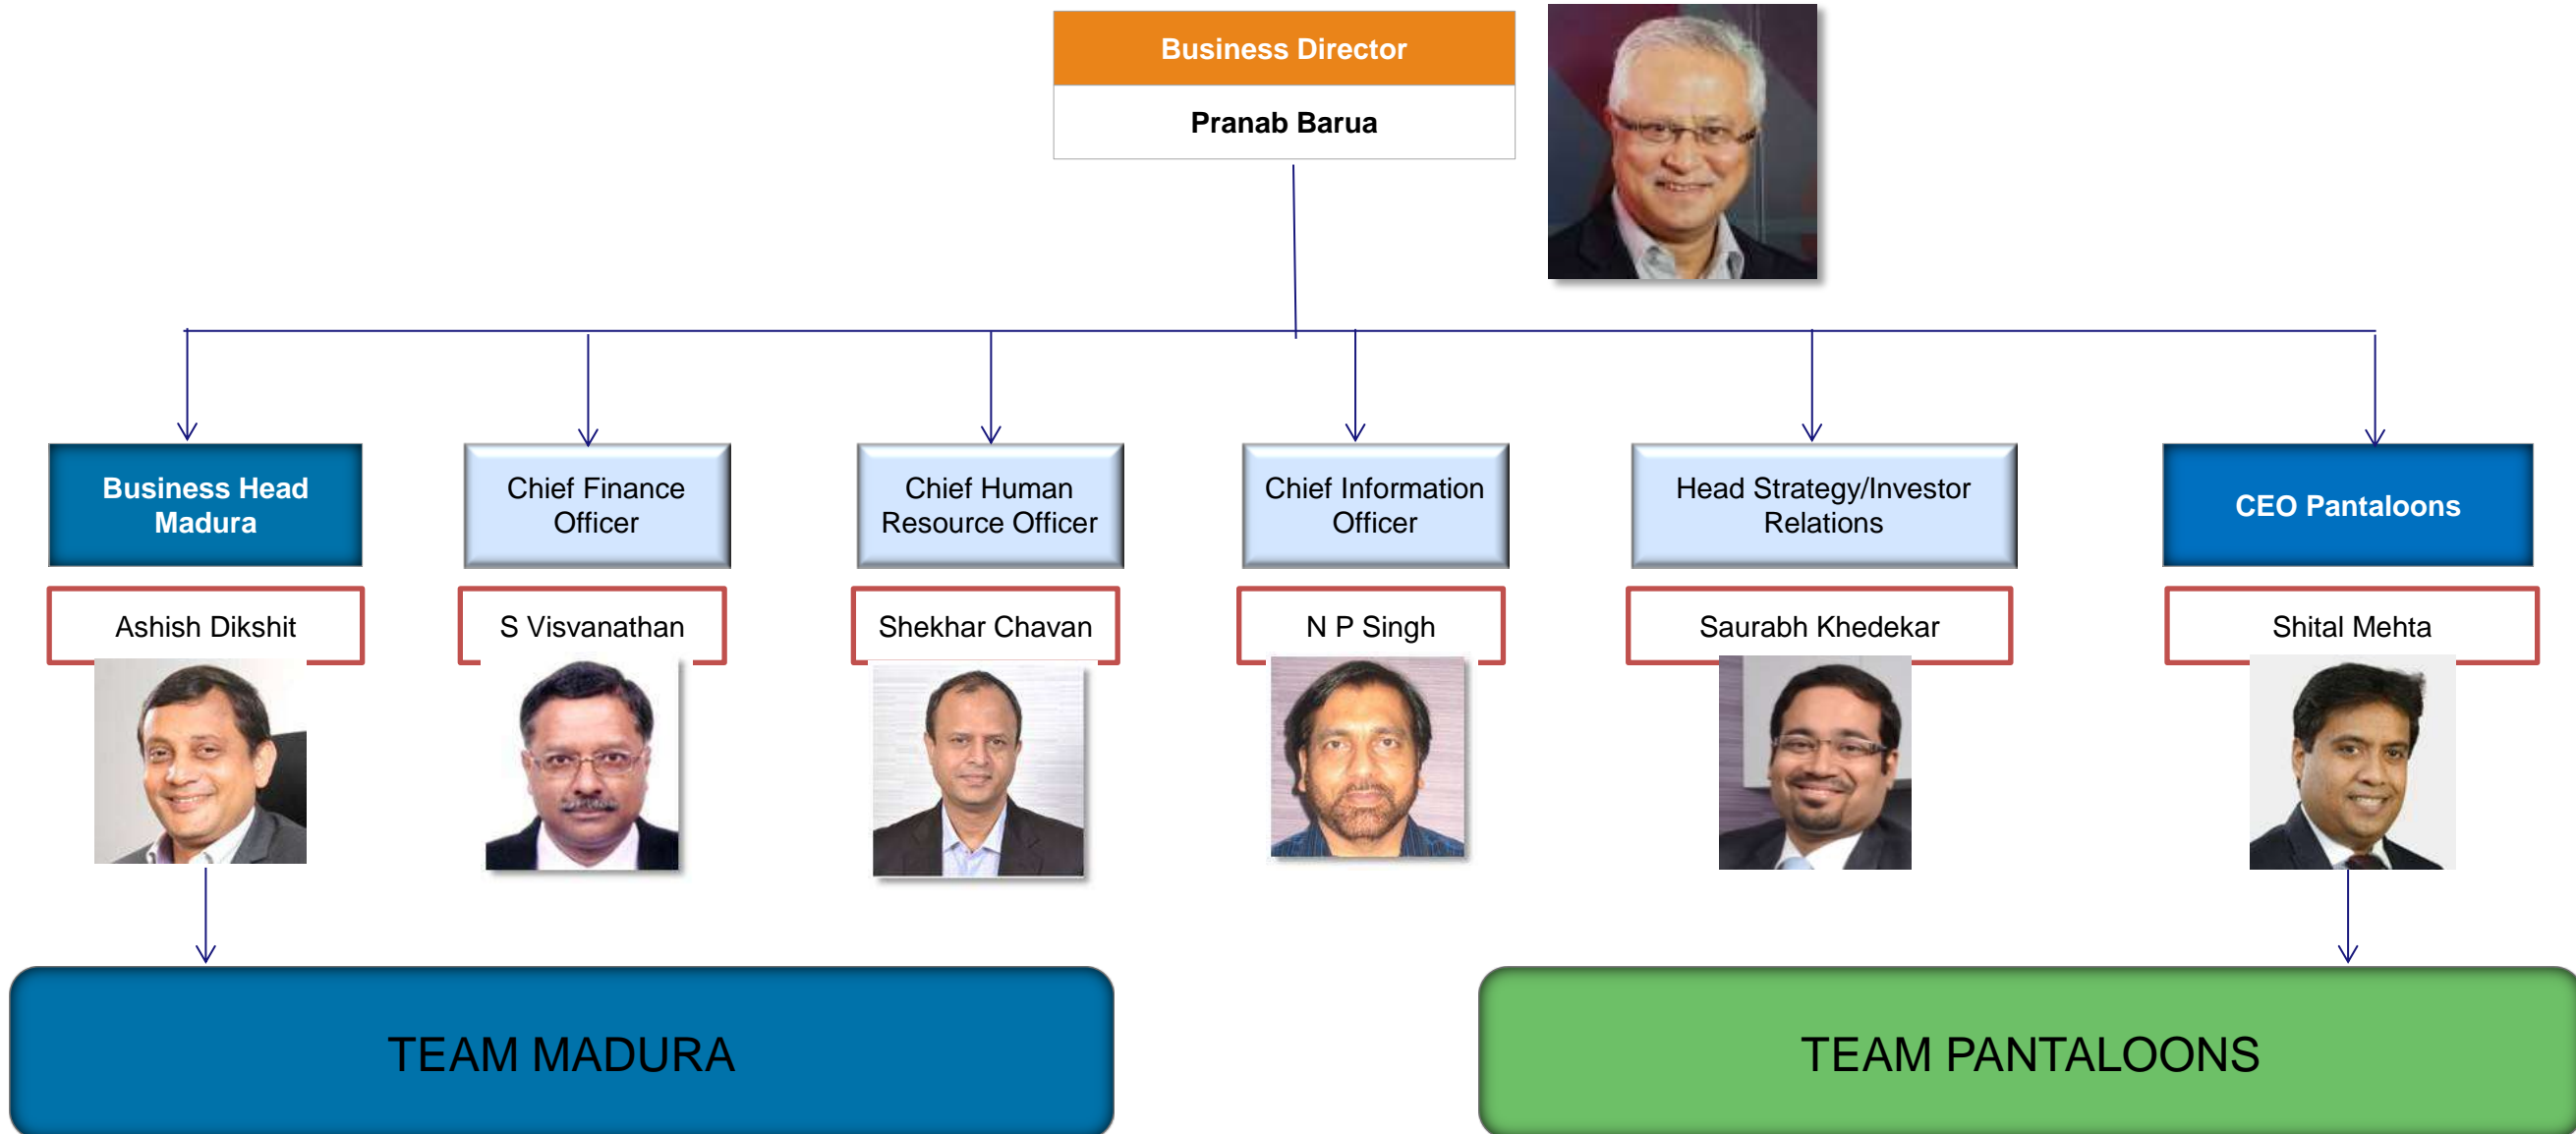 Business Director
Pranab Barua
Business Head
Madura
Chief Finance
Officer
Chief Human
Resource Officer
Chief Information
Officer
Head Strategy/Investor
Relations
CEO Pantaloons
Ashish Dikshit
S Visvanathan
Shekhar Chavan
N P Singh
Saurabh Khedekar
Shital Mehta
TEAM MADURA
TEAM PANTALOONS